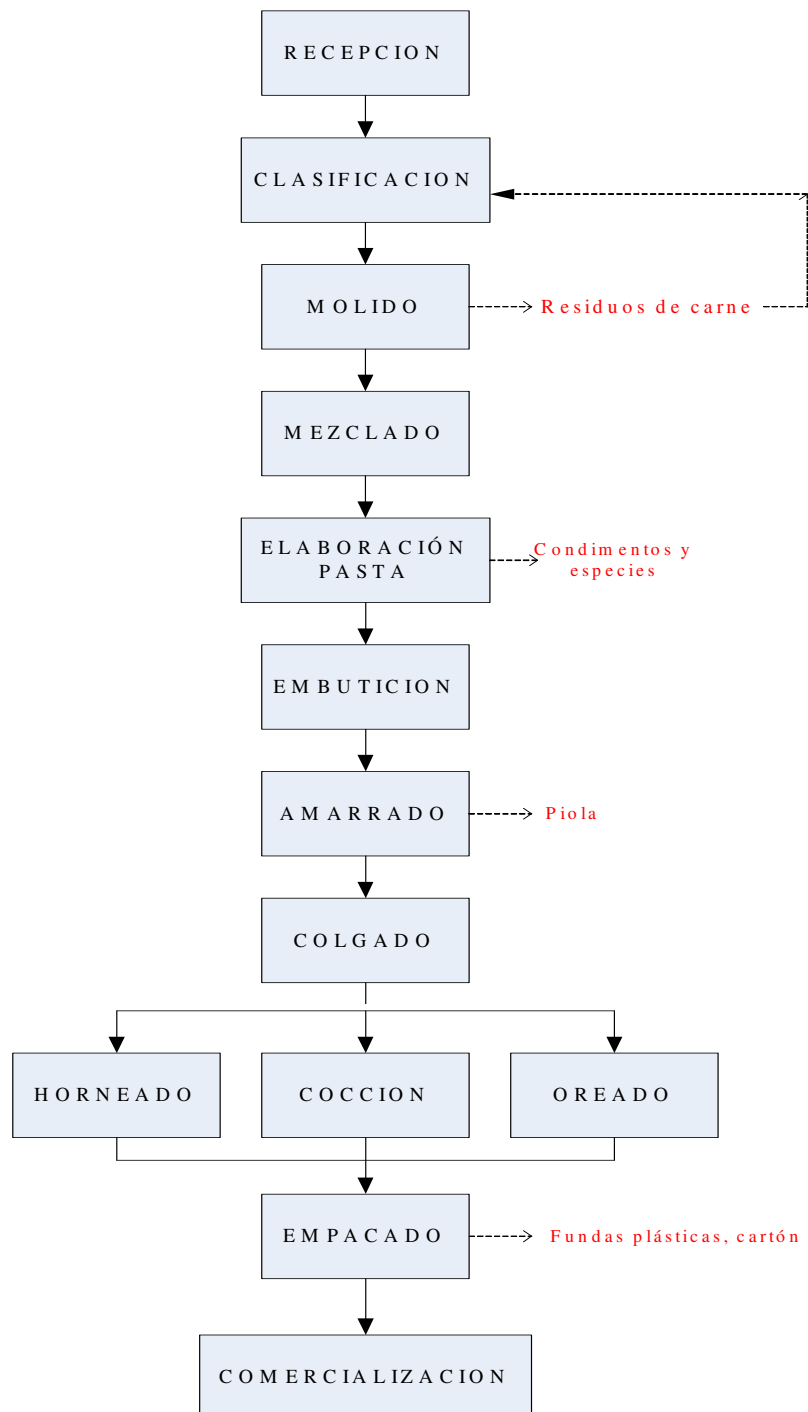 RECEPCION
CLASIFICACION
MOLIDO
Residuos de carne
MEZCLADO
ELABORACIÓN
PASTA
Condimentos y
especies
EMBUTICION
AMARRADO
Piola
COLGADO
HORNEADO
COCCION
OREADO
EMPACADO
Fundas plásticas, cartón
COMERCIALIZACION